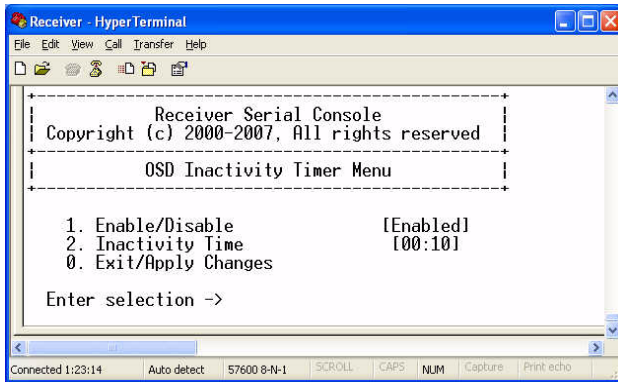 Receiver - HyperTerminal
File Edit View Call Transfer Help
Receiver Serial Console
Copyright (c) 2000-2007, All rights reserved
OSD Inactivity Timer Menu
1. Enable/Disable [Enabled]
2. Inactivity Time [00:10]
0. Exit/Apply Changes
Enter selection ->
Connected 1:23:14 Auto detect 57600 8-N-1 SCROLL CAPS NUM Capture Print echo